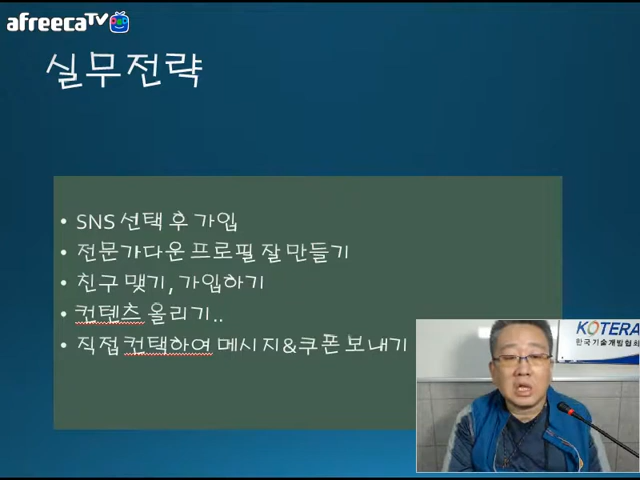 afreecaTV
실무전략
• SNS 선택 후 가입
• 전문가다운 프로필 잘 만들기
• 친구 맺기, 가입하기
• 컨텐츠 올리기..
• 직접 컨택하여 메시지&쿠폰 보내기
KOTERA
한국기술개발협회